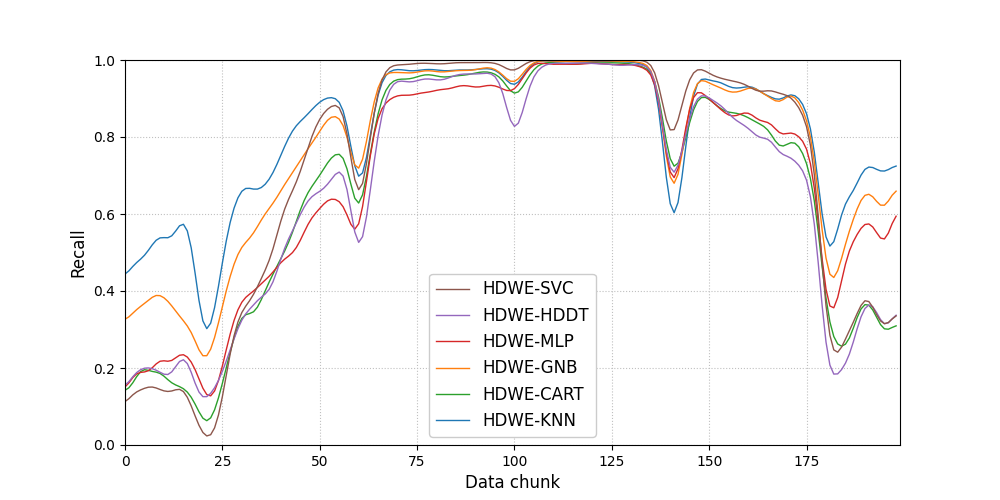 1.0
0.8
0.6
0.4
0.2
0.0
Recall
HDWE-SVC
HDWE-HDDT
HDWE-MLP
HDWE-GNB
HDWE-CART
HDWE-KNN
0 25 50 75 100 125 150 175
Data chunk